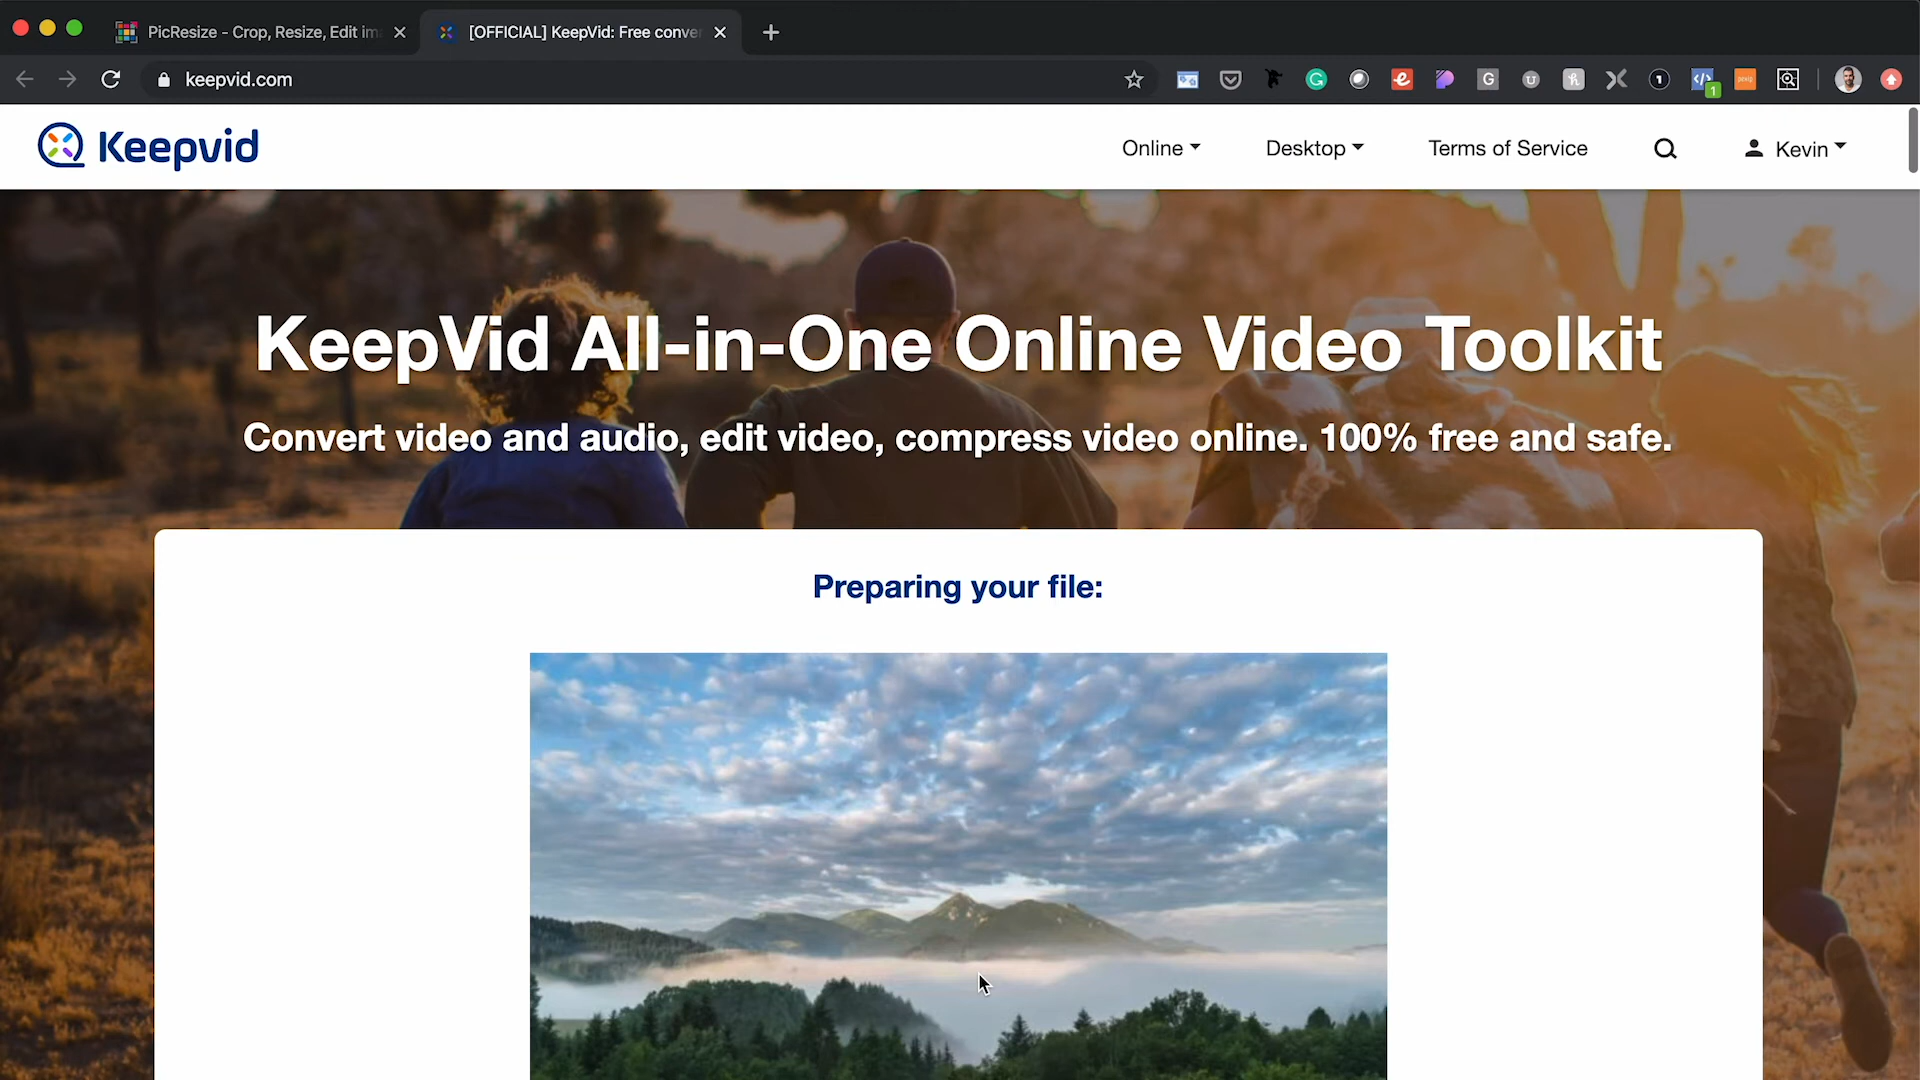 PicResize - Crop, Resize, Edit im
[OFFICIAL] KeepVid: Free conve
keepvid.com
1
Keepvid
Online
Desktop
Terms of Service
Kevin
KeepVid All-in-One Online Video Toolkit
Convert video and audio, edit video, compress video online. 100% free and safe.
Preparing your file: